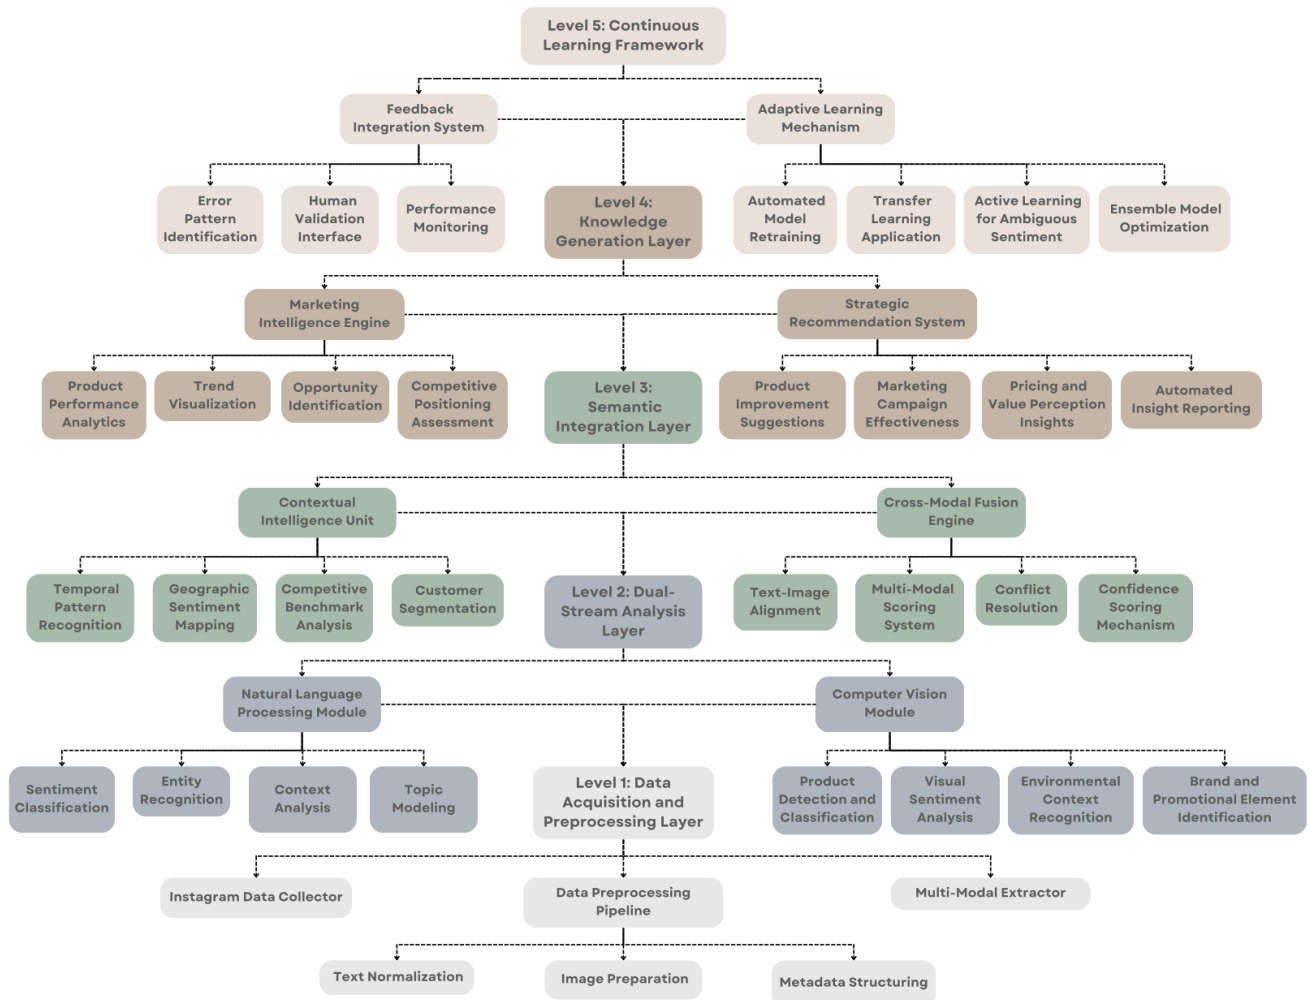 Level 5: Continuous
Learning Framework
Feedback
Integration System
Adaptive Learning
Mechanism
Error
Pattern
Identification
Human
Validation
Interface
Performance
Monitoring
Level 4:
Knowledge
Generation Layer
Automated
Model
Retraining
Transfer
Learning
Application
Active Learning
for Ambiguous
Sentiment
Ensemble Model
Optimization
Marketing
Intelligence Engine
Strategic
Recommendation System
Product
Performance
Analytics
Trend
Visualization
Opportunity
Identification
Competitive
Positioning
Assessment
Level 3:
Semantic
Integration Layer
Product
Improvement
Suggestions
Marketing
Campaign
Effectiveness
Pricing and
Value Perception
Insights
Automated
Insight Reporting
Contextual
Intelligence Unit
Cross-Modal Fusion
Engine
Temporal
Pattern
Recognition
Geographic
Sentiment
Mapping
Competitive
Benchmark
Analysis
Customer
Segmentation
Level 2: Dual-
Stream Analysis
Layer
Text-Image
Alignment
Multi-Modal
Scoring
System
Conflict
Resolution
Confidence
Scoring
Mechanism
Natural Language
Processing Module
Computer Vision
Module
Sentiment
Classification
Entity
Recognition
Context
Analysis
Topic
Modeling
Level 1: Data
Acquisition and
Preprocessing Layer
Product
Detection and
Classification
Visual
Sentiment
Analysis
Environmental
Context
Recognition
Brand and
Promotional Element
Identification
Instagram Data Collector
Data Preprocessing
Pipeline
Multi-Modal Extractor
Text Normalization
Image Preparation
Metadata Structuring